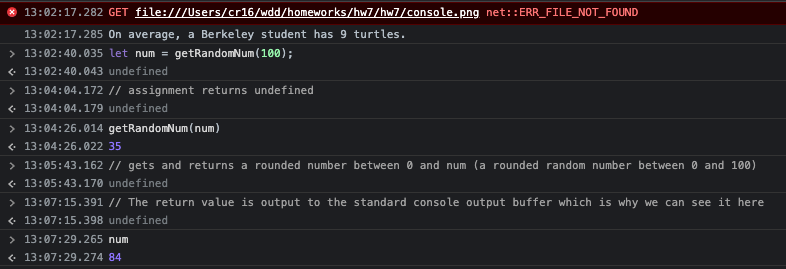 13:02:17.282 GET file:///Users/cr16/wdd/homeworks/hw7/hw7/console.png net::ERR_FILE_NOT_FOUND
13:02:17.285 On average, a Berkeley student has 9 turtles.
> 13:02:40.035 let num = getRandomNum(100);
13:02:40.043 undefined
> 13:04:04.172 // assignment returns undefined
13:04:04.179 undefined
> 13:04:26.014 getRandomNum(num)
13:04:26.022 35
> 13:05:43.162 // gets and returns a rounded number between 0 and num (a rounded random number between 0 and 100)
13:05:43.170 undefined
> 13:07:15.391 // The return value is output to the standard console output buffer which is why we can see it here
13:07:15.398 undefined
> 13:07:29.265 num
13:07:29.274 84